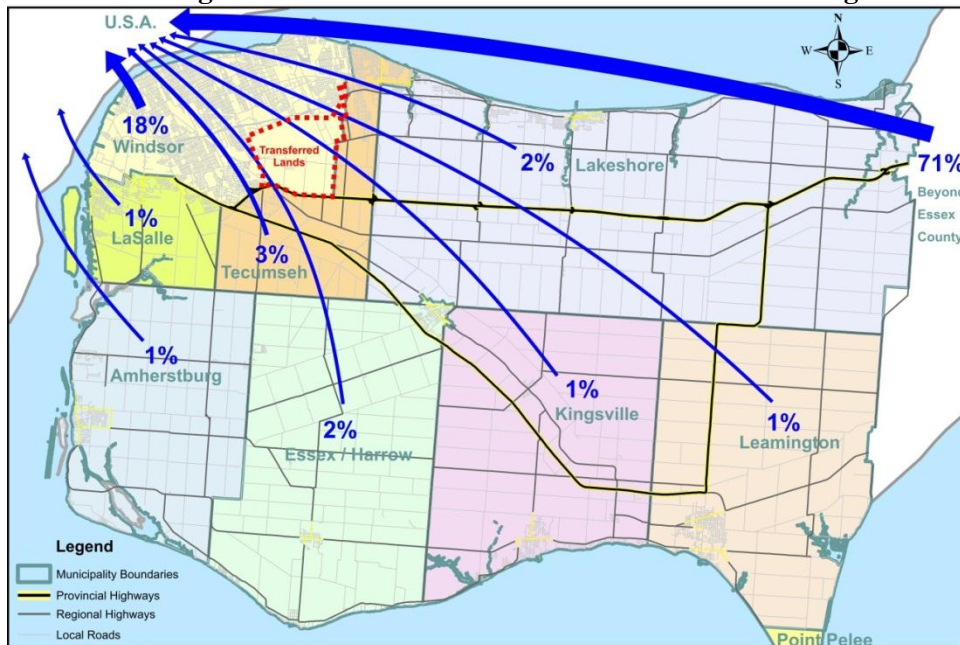 U.S.A.
N
W E
S
18%
Windsor
Transferred
Lands
2%
Lakeshore
71%
Beyond
Essex
County
1%
LaSalle
3%
Tecumseh
1%
Amherstburg
2%
Essex / Harrow
1%
Kingsville
1%
Leamington
Legend
Municipality Boundaries
Provincial Highways
Regional Highways
Local Roads
Point Pelee